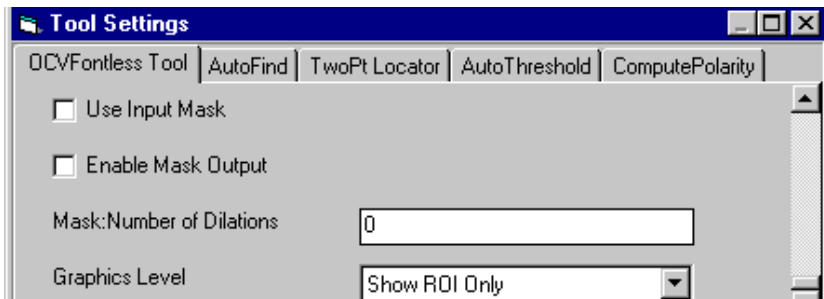 Tool Settings
OCVFontless Tool AutoFind TwoPt Locator AutoThreshold ComputePolarity
Use Input Mask
Enable Mask Output
Mask:Number of Dilations 0
Graphics Level Show ROI Only